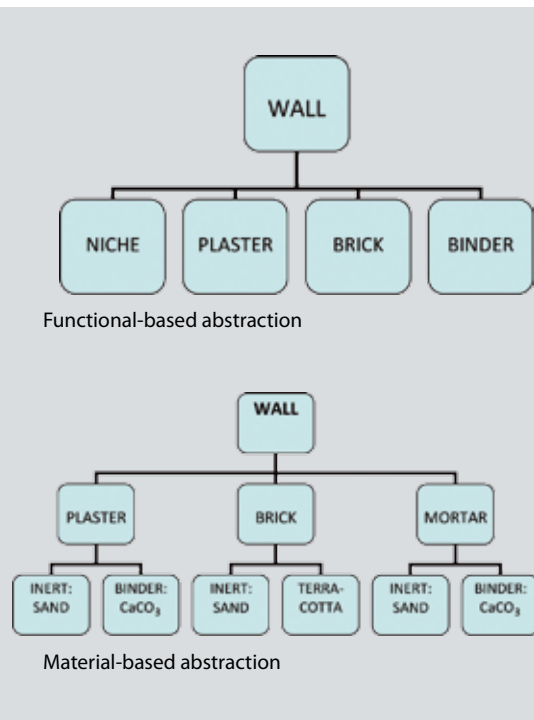 WALL
NICHE PLASTER BRICK BINDER
Functional-based abstraction
WALL
PLASTER BRICK MORTAR
INERT: BINDER: INERT: TERRA- INERT: BINDER:
SAND CaCO₃ SAND COTTA SAND CaCO₃
Material-based abstraction